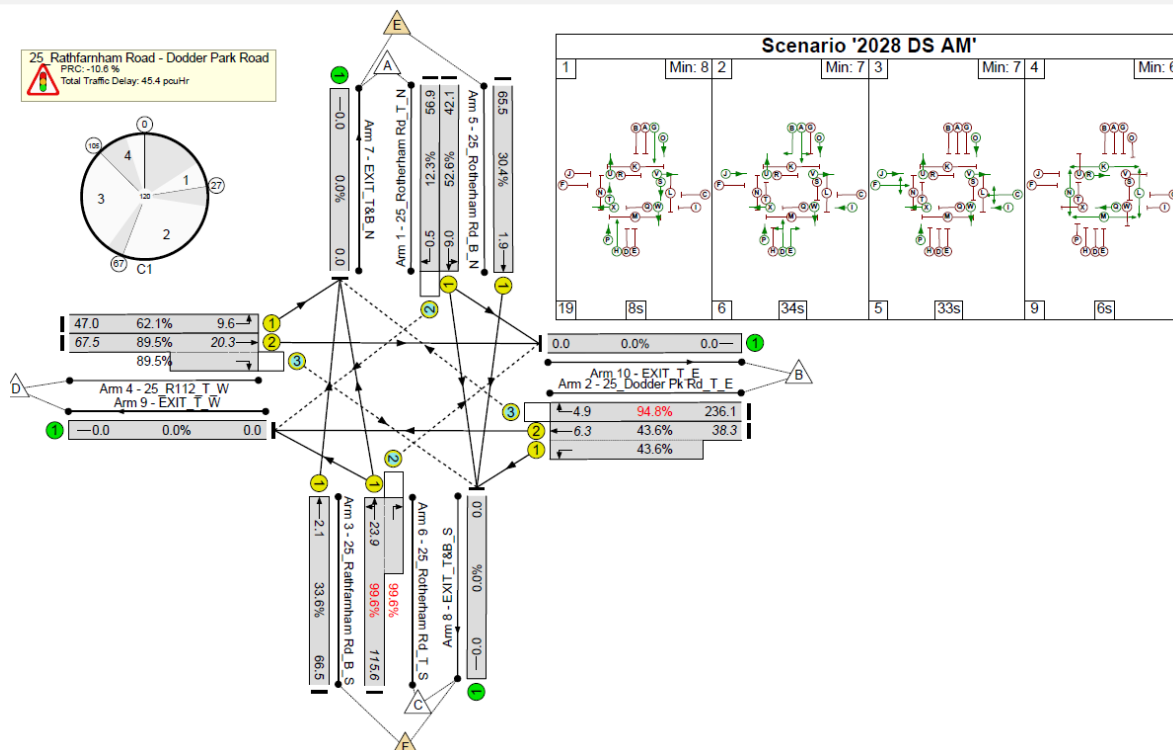 25_Rathfarnham Road - Dodder Park Road
PRC: -10.6 %
Total Traffic Delay: 45.4 pcuHr
0
105
4
1
27
3
120
2
67
C1
E
A
1
Arm 7 - EXIT_T&B_N
0.0
0.0%
0.0
Arm 1 - 25_Rotherham Rd_T_N
56.9
12.3%
0.5
42.1
52.6%
9.0
Arm 5 - 25_Rotherham Rd_B_N
65.5
30.4%
1.9
2
1
1
Scenario '2028 DS AM'
1
Min: 8
2
Min: 7
3
Min: 7
4
Min: 6
B A G
O
K
J
U R
V
S
F
N
T
X
L
C
Q W
I
M
P
H D E
B A G
O
K
J
U R
V
S
F
N
T
X
L
C
Q W
I
M
P
H D E
B A G
O
K
J
U R
V
S
F
N
T
X
L
C
Q W
I
M
P
H D E
B A G
O
K
J
U R
V
S
F
N
T
X
L
Q W
I
M
P
H D E
19
8s
6
34s
5
33s
9
6s
47.0
62.1%
9.6
1
67.5
89.5%
20.3
2
89.5%
3
D
Arm 4 - 25_R112_T_W
Arm 9 - EXIT_T_W
1
0.0
0.0%
0.0
0.0
0.0%
0.0
1
Arm 10 - EXIT_T_E
Arm 2 - 25_Dodder Pk Rd_T_E
B
3
4.9
94.8%
236.1
2
6.3
43.6%
38.3
1
43.6%
2
1
1
2.1
33.6%
66.5
Arm 3 - 25_Rathfarnham Rd_B_S
23.9
99.6%
115.6
99.6%
Arm 6 - 25_Rotherham Rd_T_S
Arm 8 - EXIT_T&B_S
0.0
0.0%
0.0
1
C